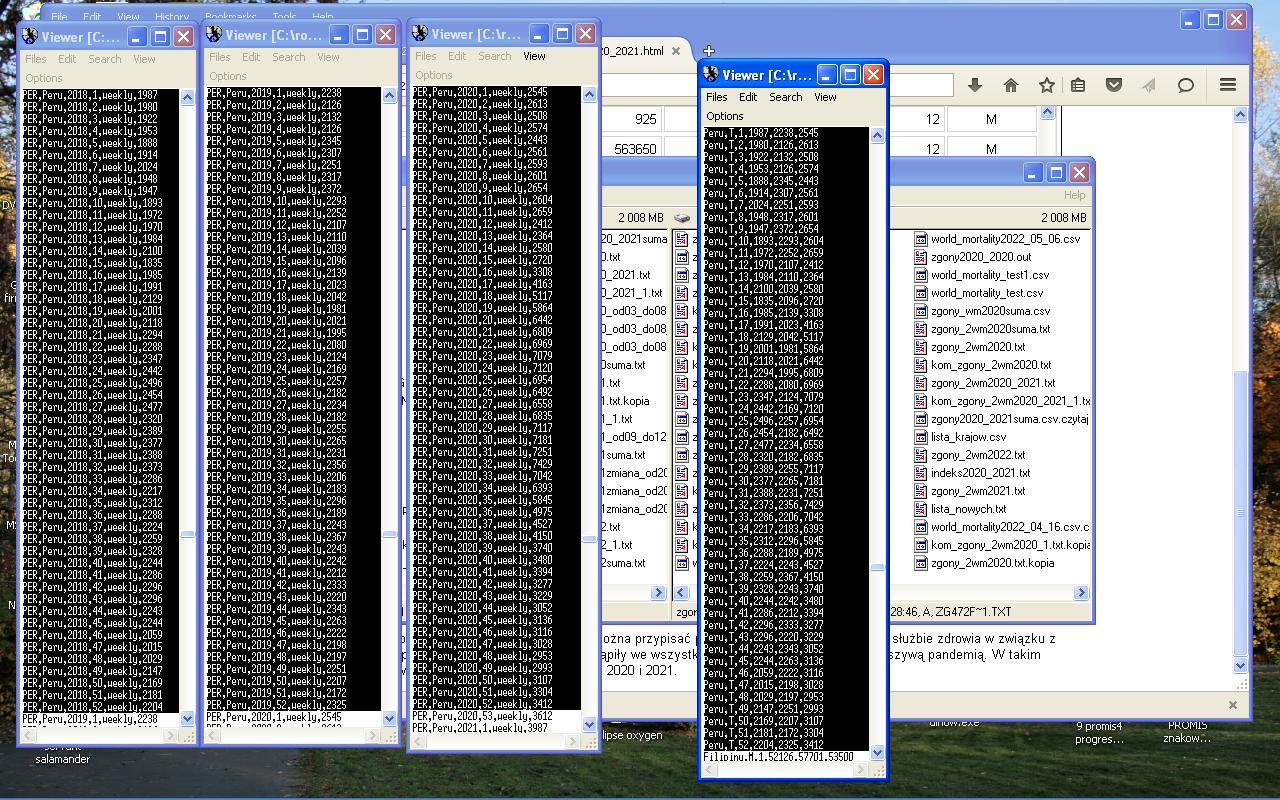 File Edit View History Bookmarks Tools Help
Viewer [C:...
Files Edit Search View
Options
PER,Peru,2018,1,weekly,1987
PER,Peru,2018,2,weekly,1980
PER,Peru,2018,3,weekly,1922
PER,Peru,2018,4,weekly,1953
PER,Peru,2018,5,weekly,1888
PER,Peru,2018,6,weekly,1914
PER,Peru,2018,7,weekly,2024
PER,Peru,2018,8,weekly,1948
PER,Peru,2018,9,weekly,1947
PER,Peru,2018,10,weekly,1893
PER,Peru,2018,11,weekly,1972
PER,Peru,2018,12,weekly,1970
PER,Peru,2018,13,weekly,1984
PER,Peru,2018,14,weekly,2100
PER,Peru,2018,15,weekly,1835
PER,Peru,2018,16,weekly,1985
PER,Peru,2018,17,weekly,1991
PER,Peru,2018,18,weekly,2129
PER,Peru,2018,19,weekly,2001
PER,Peru,2018,20,weekly,2118
PER,Peru,2018,21,weekly,2294
PER,Peru,2018,22,weekly,2288
PER,Peru,2018,23,weekly,2347
PER,Peru,2018,24,weekly,2442
PER,Peru,2018,25,weekly,2496
PER,Peru,2018,26,weekly,2454
PER,Peru,2018,27,weekly,2477
PER,Peru,2018,28,weekly,2320
PER,Peru,2018,29,weekly,2389
PER,Peru,2018,30,weekly,2377
PER,Peru,2018,31,weekly,2388
PER,Peru,2018,32,weekly,2373
PER,Peru,2018,33,weekly,2286
PER,Peru,2018,34,weekly,2217
PER,Peru,2018,35,weekly,2312
PER,Peru,2018,36,weekly,2288
PER,Peru,2018,37,weekly,2224
PER,Peru,2018,38,weekly,2259
PER,Peru,2018,39,weekly,2328
PER,Peru,2018,40,weekly,2244
PER,Peru,2018,41,weekly,2286
PER,Peru,2018,42,weekly,2296
PER,Peru,2018,43,weekly,2296
PER,Peru,2018,44,weekly,2243
PER,Peru,2018,45,weekly,2244
PER,Peru,2018,46,weekly,2059
PER,Peru,2018,47,weekly,2015
PER,Peru,2018,48,weekly,2029
PER,Peru,2018,49,weekly,2147
PER,Peru,2018,50,weekly,2169
PER,Peru,2018,51,weekly,2181
PER,Peru,2018,52,weekly,2204
PER,Peru,2019,1,weekly,2238
Viewer [C:\ro...
Files Edit Search View
Options
PER,Peru,2019,1,weekly,2238
PER,Peru,2019,2,weekly,2126
PER,Peru,2019,3,weekly,2132
PER,Peru,2019,4,weekly,2126
PER,Peru,2019,5,weekly,2345
PER,Peru,2019,6,weekly,2307
PER,Peru,2019,7,weekly,2251
PER,Peru,2019,8,weekly,2317
PER,Peru,2019,9,weekly,2372
PER,Peru,2019,10,weekly,2293
PER,Peru,2019,11,weekly,2252
PER,Peru,2019,12,weekly,2107
PER,Peru,2019,13,weekly,2110
PER,Peru,2019,14,weekly,2039
PER,Peru,2019,15,weekly,2096
PER,Peru,2019,16,weekly,2139
PER,Peru,2019,17,weekly,2023
PER,Peru,2019,18,weekly,2042
PER,Peru,2019,19,weekly,1981
PER,Peru,2019,20,weekly,2021
PER,Peru,2019,21,weekly,1995
PER,Peru,2019,22,weekly,2080
PER,Peru,2019,23,weekly,2124
PER,Peru,2019,24,weekly,2169
PER,Peru,2019,25,weekly,2257
PER,Peru,2019,26,weekly,2182
PER,Peru,2019,27,weekly,2234
PER,Peru,2019,28,weekly,2182
PER,Peru,2019,29,weekly,2255
PER,Peru,2019,30,weekly,2265
PER,Peru,2019,31,weekly,2231
PER,Peru,2019,32,weekly,2356
PER,Peru,2019,33,weekly,2206
PER,Peru,2019,34,weekly,2183
PER,Peru,2019,35,weekly,2296
PER,Peru,2019,36,weekly,2189
PER,Peru,2019,37,weekly,2243
PER,Peru,2019,38,weekly,2367
PER,Peru,2019,39,weekly,2243
PER,Peru,2019,40,weekly,2242
PER,Peru,2019,41,weekly,2212
PER,Peru,2019,42,weekly,2333
PER,Peru,2019,43,weekly,2220
PER,Peru,2019,44,weekly,2343
PER,Peru,2019,45,weekly,2263
PER,Peru,2019,46,weekly,2222
PER,Peru,2019,47,weekly,2198
PER,Peru,2019,48,weekly,2197
PER,Peru,2019,49,weekly,2251
PER,Peru,2019,50,weekly,2207
PER,Peru,2019,51,weekly,2172
PER,Peru,2019,52,weekly,2325
PER,Peru,2020,1,weekly,2545
Viewer [C:\r...
Files Edit Search View
Options
PER,Peru,2020,1,weekly,2545
PER,Peru,2020,2,weekly,2613
PER,Peru,2020,3,weekly,2508
PER,Peru,2020,4,weekly,2574
PER,Peru,2020,5,weekly,2443
PER,Peru,2020,6,weekly,2561
PER,Peru,2020,7,weekly,2593
PER,Peru,2020,8,weekly,2601
PER,Peru,2020,9,weekly,2654
PER,Peru,2020,10,weekly,2604
PER,Peru,2020,11,weekly,2659
PER,Peru,2020,12,weekly,2412
PER,Peru,2020,13,weekly,2364
PER,Peru,2020,14,weekly,2580
PER,Peru,2020,15,weekly,2720
PER,Peru,2020,16,weekly,3308
PER,Peru,2020,17,weekly,4163
PER,Peru,2020,18,weekly,5117
PER,Peru,2020,19,weekly,5864
PER,Peru,2020,20,weekly,6442
PER,Peru,2020,21,weekly,6809
PER,Peru,2020,22,weekly,6969
PER,Peru,2020,23,weekly,7079
PER,Peru,2020,24,weekly,7120
PER,Peru,2020,25,weekly,6954
PER,Peru,2020,26,weekly,6492
PER,Peru,2020,27,weekly,6558
PER,Peru,2020,28,weekly,6835
PER,Peru,2020,29,weekly,7117
PER,Peru,2020,30,weekly,7181
PER,Peru,2020,31,weekly,7251
PER,Peru,2020,32,weekly,7429
PER,Peru,2020,33,weekly,7042
PER,Peru,2020,34,weekly,6393
PER,Peru,2020,35,weekly,5845
PER,Peru,2020,36,weekly,4975
PER,Peru,2020,37,weekly,4527
PER,Peru,2020,38,weekly,4150
PER,Peru,2020,39,weekly,3740
PER,Peru,2020,40,weekly,3480
PER,Peru,2020,41,weekly,3394
PER,Peru,2020,42,weekly,3277
PER,Peru,2020,43,weekly,3229
PER,Peru,2020,44,weekly,3052
PER,Peru,2020,45,weekly,3136
PER,Peru,2020,46,weekly,3116
PER,Peru,2020,47,weekly,3028
PER,Peru,2020,48,weekly,2953
PER,Peru,2020,49,weekly,2993
PER,Peru,2020,50,weekly,3107
PER,Peru,2020,51,weekly,3304
PER,Peru,2020,52,weekly,3412
PER,Peru,2020,53,weekly,3612
PER,Peru,2021,1,weekly,3987
Viewer [C:\r...
Files Edit Search View
Options
Peru,T,1,1987,2238,2545
Peru,T,2,1980,2126,2613
Peru,T,3,1922,2132,2508
Peru,T,4,1953,2126,2574
Peru,T,5,1888,2345,2443
Peru,T,6,1914,2307,2561
Peru,T,7,2024,2251,2593
Peru,T,8,1948,2317,2601
Peru,T,9,1947,2372,2654
Peru,T,10,1893,2293,2604
Peru,T,11,1972,2252,2659
Peru,T,12,1970,2107,2412
Peru,T,13,1984,2110,2364
Peru,T,14,2100,2039,2580
Peru,T,15,1835,2096,2720
Peru,T,16,1985,2139,3308
Peru,T,17,1991,2023,4163
Peru,T,18,2129,2042,5117
Peru,T,19,2001,1981,5864
Peru,T,20,2118,2021,6442
Peru,T,21,2294,1995,6809
Peru,T,22,2288,2080,6969
Peru,T,23,2347,2124,7079
Peru,T,24,2442,2169,7120
Peru,T,25,2496,2257,6954
Peru,T,26,2454,2182,6492
Peru,T,27,2477,2234,6558
Peru,T,28,2320,2182,6835
Peru,T,29,2389,2255,7117
Peru,T,30,2377,2265,7181
Peru,T,31,2388,2231,7251
Peru,T,32,2373,2356,7429
Peru,T,33,2286,2206,7042
Peru,T,34,2217,2183,6393
Peru,T,35,2312,2296,5845
Peru,T,36,2288,2189,4975
Peru,T,37,2224,2243,4527
Peru,T,38,2259,2367,4150
Peru,T,39,2328,2243,3740
Peru,T,40,2244,2242,3480
Peru,T,41,2286,2212,3394
Peru,T,42,2296,2333,3277
Peru,T,43,2296,2220,3229
Peru,T,44,2243,2343,3052
Peru,T,45,2244,2263,3136
Peru,T,46,2059,2222,3116
Peru,T,47,2015,2198,3028
Peru,T,48,2029,2197,2953
Peru,T,49,2147,2251,2993
Peru,T,50,2169,2207,3107
Peru,T,51,2181,2172,3304
Peru,T,52,2204,2325,3412
Filipiny,M,1,52126,57701,53500
0_2021.html
925 12 M
563650 12 M
Help
2 008 MB 2 008 MB
20_2021suma
0.txt
0_2021.txt
0_2021_1.txt
_od03_do08
_od03_do08
_od03_do08
0suma.txt
1.txt
1.txt.kopia
1_1.txt
1_od09_do12
1suma.txt
1zmiana_od20
1zmiana_od20
1zmiana_od20
2.txt
2_1.txt
2suma.txt
world_mortality2022_05_06.csv
zgony2020_2020.out
world_mortality_test1.csv
world_mortality_test.csv
zgony_wm2020suma.csv
zgony_2wm2020suma.txt
zgony_2wm2020.txt
kom_zgony_2wm2020.txt
zgony_2wm2020_2021.txt
kom_zgony_2wm2020_2021_1.tx
zgony2020_2021suma.csv.czytaj
lista_krajow.csv
zgony_2wm2022.txt
indeks2020_2021.txt
zgony_2wm2021.txt
lista_nowych.txt
world_mortality2022_04_16.csv.c
kom_zgony_2wm2020_1.txt.kopia
zgony_2wm2020.txt.kopia
zgor 28:46, A, ZG472F~1.TXT
ożna przypisać służbie zdrowia w związku z
ąpiły we wszystk szywą pandemią. W takim
2020 i 2021.
salamander
lipse oxygen
9 promis4 progres...
PROMIS znakow...